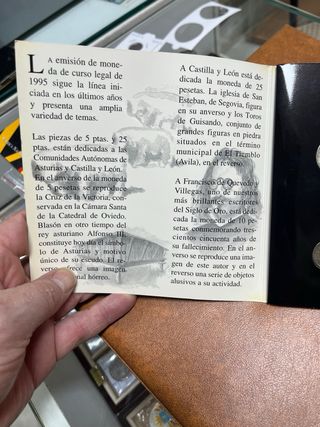 LA emisión de mone-
da de curso legal de
1995 sigue la línea ini-
ciada en los últimos años
y presenta una amplia
variedad de temas.
Las piezas de 5 ptas. y 25
ptas. están dedicadas a las
Comunidades Autónomas de
Asturias y Castilla y León.
En el anverso de la moneda
de 5 pesetas se reproduce
la Cruz de la Victoria, con-
servada en la Cámara Santa
de la Catedral de Oviedo.
Blasón en otro tiempo del
rey asturiano Alfonso III,
constituye hoy día el símbo-
lo de Asturias y motivo
único de su escudo. El re-
verso ofrece una imagen
cional hórreo.
A Castilla y León está de-
dicada la moneda de 25
pesetas. La iglesia de San
Esteban, de Segovia, figura
en su anverso y los Toros
de Guisando, conjunto de
grandes figuras en piedra
situados en el término
municipal de El Tiemblo
(Ávila), en el reverso.
A Francisco de Quevedo y
Villegas, uno de nuestros
más brillantes escritores
del Siglo de Oro, está dedi-
cada la moneda de 10 pe-
setas conmemorando tres-
cientos cincuenta años de
su fallecimiento. En el anver-
so se reproduce una ima-
gen de este autor y en el
reverso una serie de objetos
alusivos a su actividad.